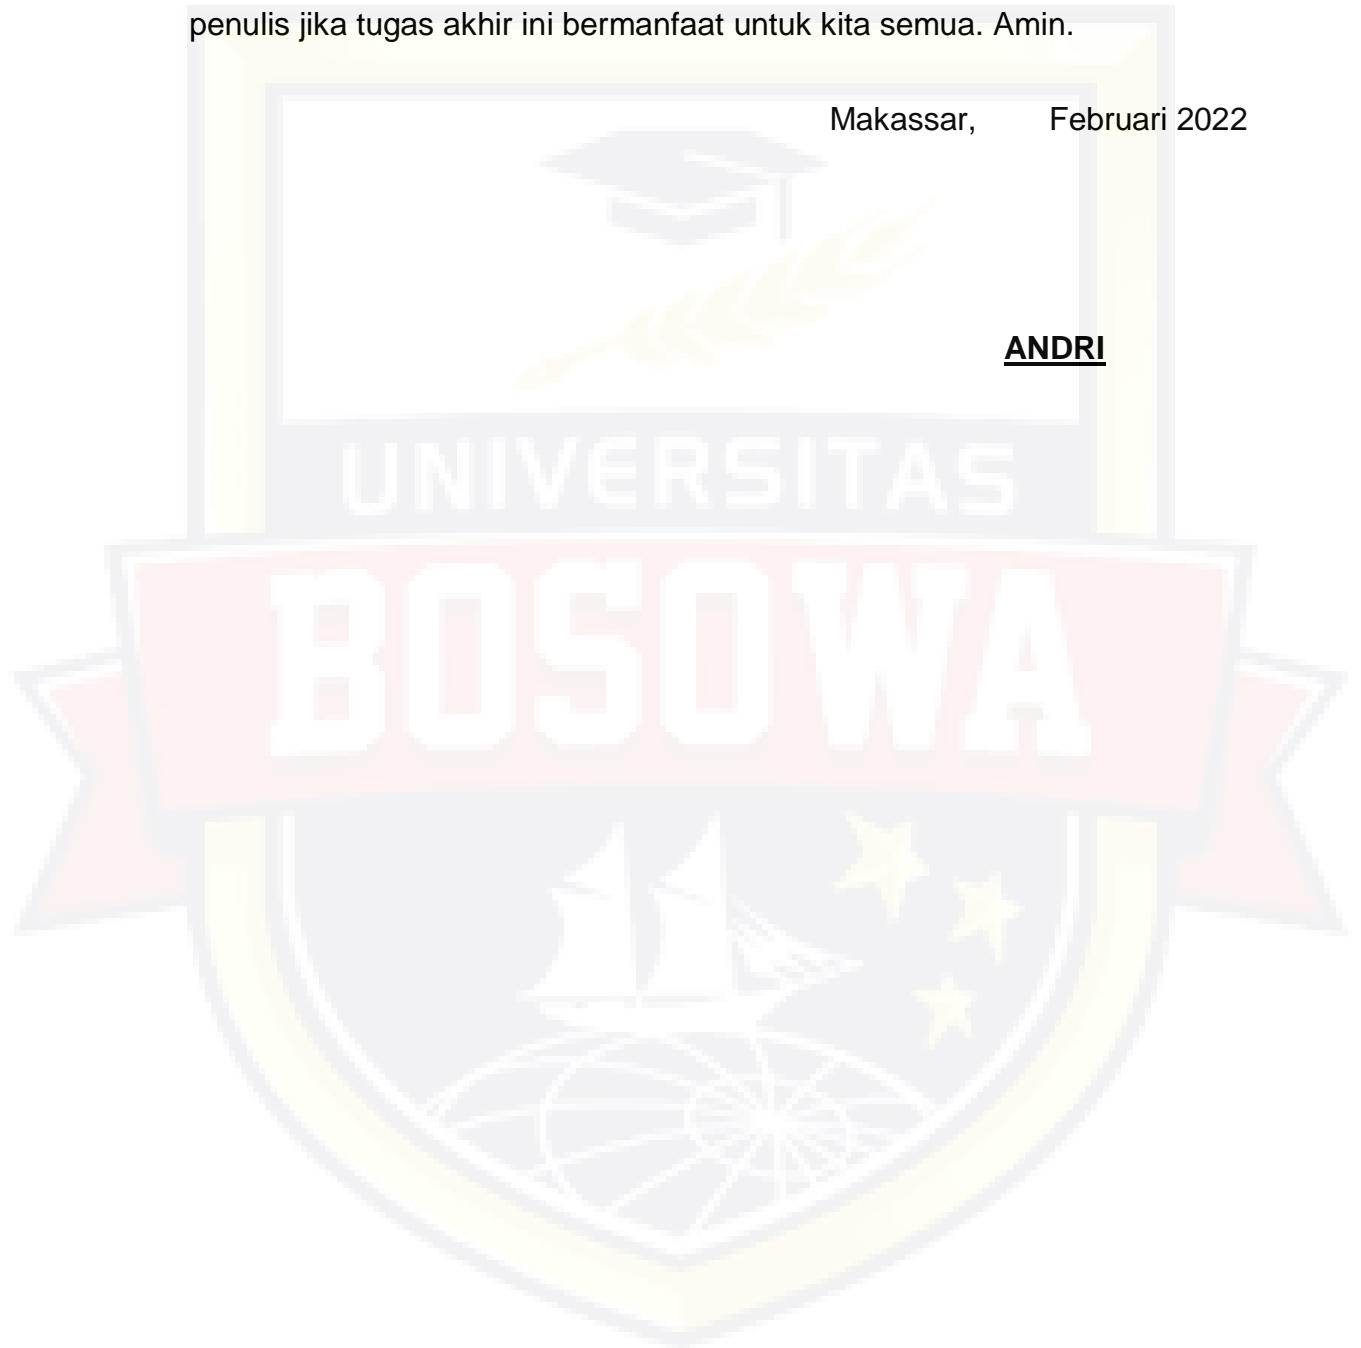 penulis jika tugas akhir ini bermanfaat untuk kita semua. Amin.
Makassar, Februari 2022
ANDRI
UNIVERSITAS
BOSOWA